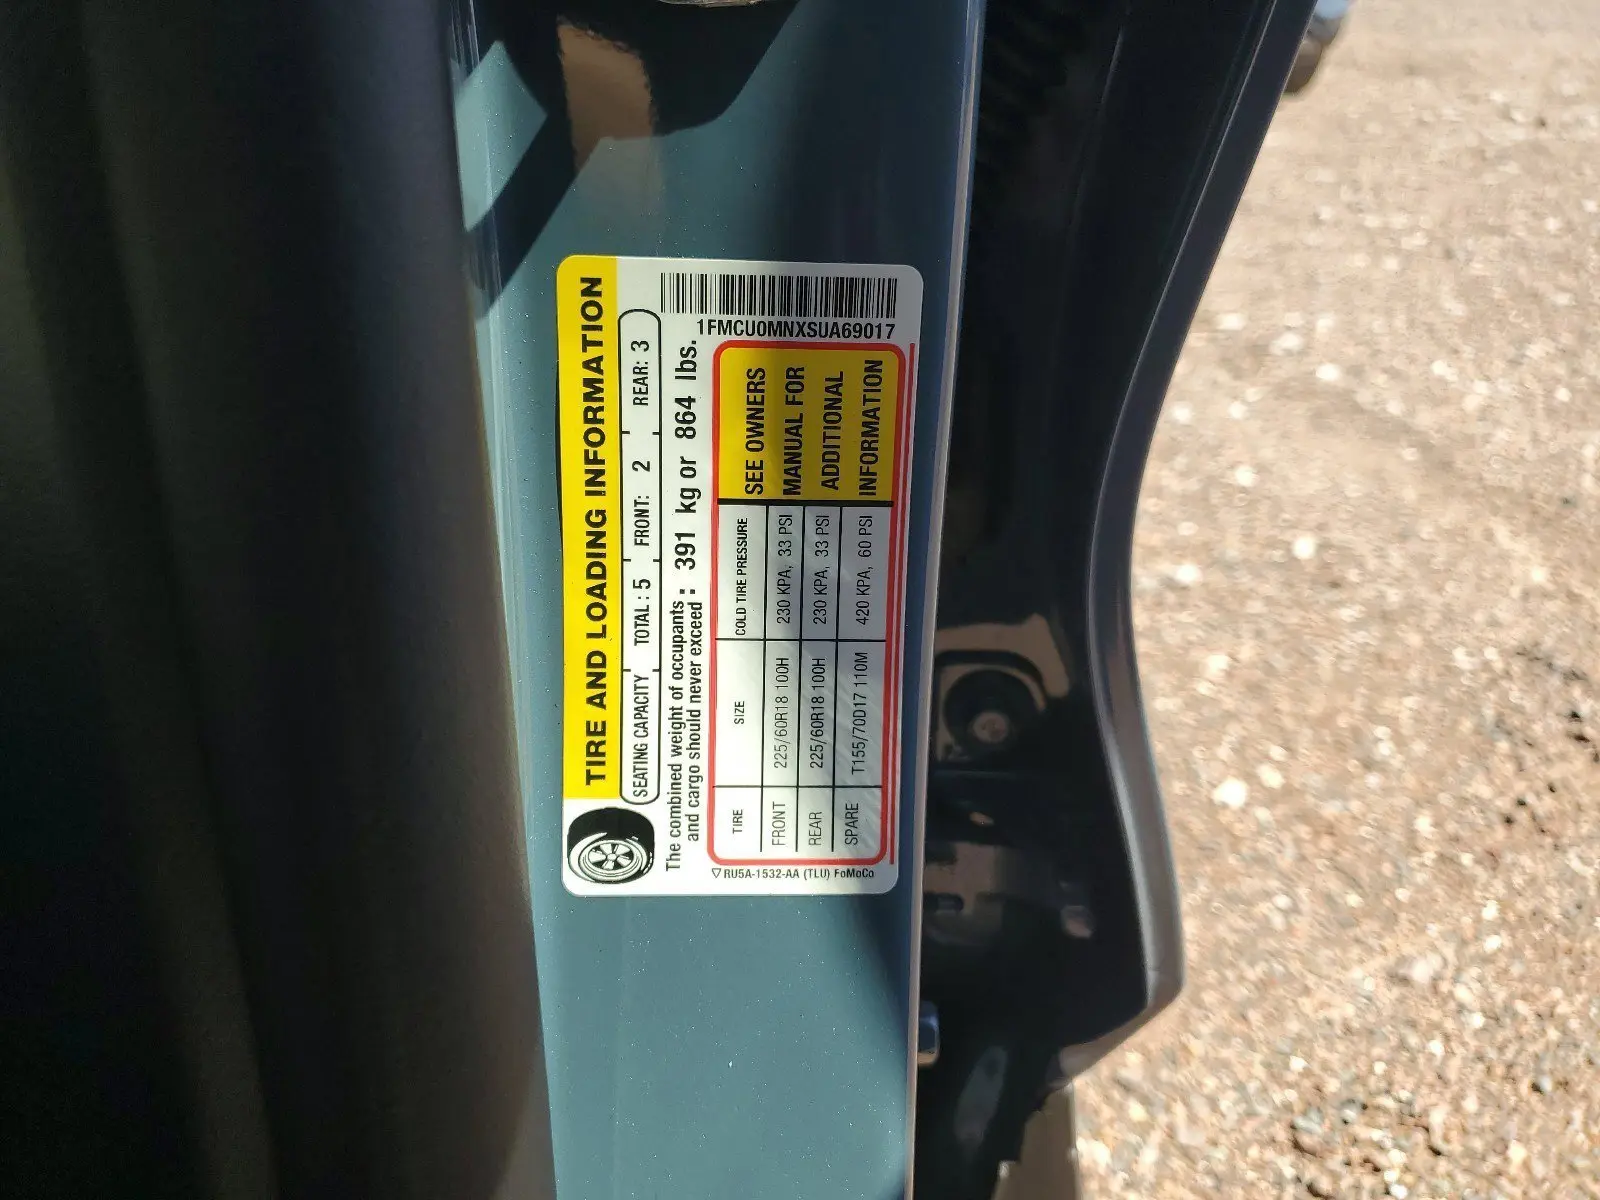 TIRE AND LOADING INFORMATION
SEATING CAPACITY TOTAL : 5 FRONT: 2 REAR: 3
The combined weight of occupants
and cargo should never exceed : 391 kg or 864 lbs.
1FMCU0MNXSUA69017
TIRE SIZE COLD TIRE PRESSURE
FRONT 225/60R18 100H 230 KPA, 33 PSI
REAR 225/60R18 100H 230 KPA, 33 PSI
SPARE T155/70D17 110M 420 KPA, 60 PSI
SEE OWNERS
MANUAL FOR
ADDITIONAL
INFORMATION
RU5A-1532-AA (TLU) FoMoCo